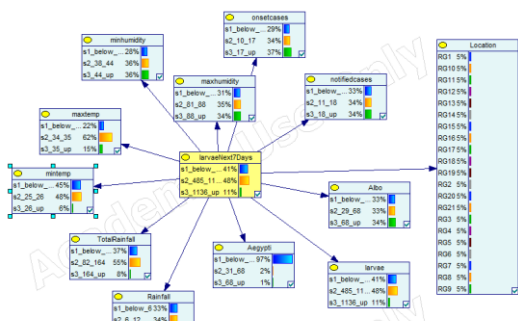 onsetcases
s1_below_... 29%
s2_10_17 34%
s3_17_up 37%
minhumidity
s1_below_... 28%
s2_38_44 36%
s3_44_up 36%
Location
RG1 5%
RG10 5%
RG11 5%
RG12 5%
RG13 5%
RG14 5%
RG15 5%
RG16 5%
RG17 5%
RG18 5%
RG19 5%
RG2 5%
RG20 5%
RG21 5%
RG3 5%
RG4 5%
RG5 5%
RG6 5%
RG7 5%
RG8 5%
RG9 5%
maxhumidity
s1_below_... 31%
s2_81_88 35%
s3_88_up 34%
notifiedcases
s1_below_... 33%
s2_11_18 34%
s3_18_up 34%
maxtemp
s1_below_... 22%
s2_34_35 62%
s3_35_up 15%
larvaeNext7Days
s1_below_... 41%
s2_485_11... 48%
s3_1136_up 11%
mintemp
s1_below_... 45%
s2_25_26 48%
s3_26_up 6%
Albo
s1_below_... 33%
s2_29_68 33%
s3_68_up 34%
TotalRainfall
s1_below_... 37%
s2_82_164 55%
s3_164_up 8%
Aegypti
s1_below_... 97%
s2_31_68 2%
s3_68_up 1%
larvae
s1_below_... 41%
s2_485_11... 48%
s3_1136_up 11%
Rainfall
s1_below_6 33%
s2_6_12 34%